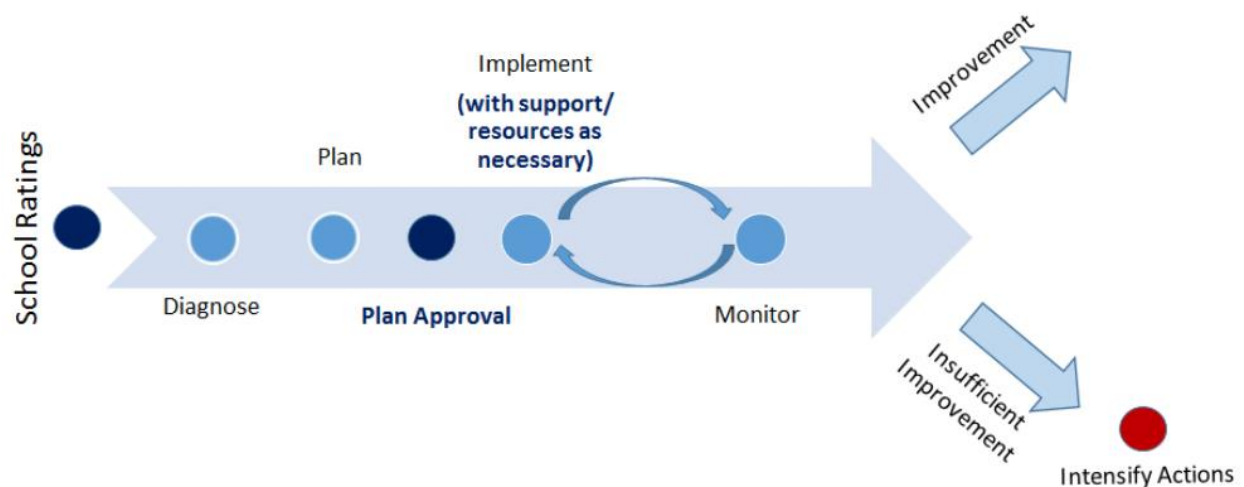 School Ratings
Diagnose
Plan
Plan Approval
Implement
(with support/
resources as
necessary)
Monitor
Improvement
Insufficient
Improvement
Intensify Actions